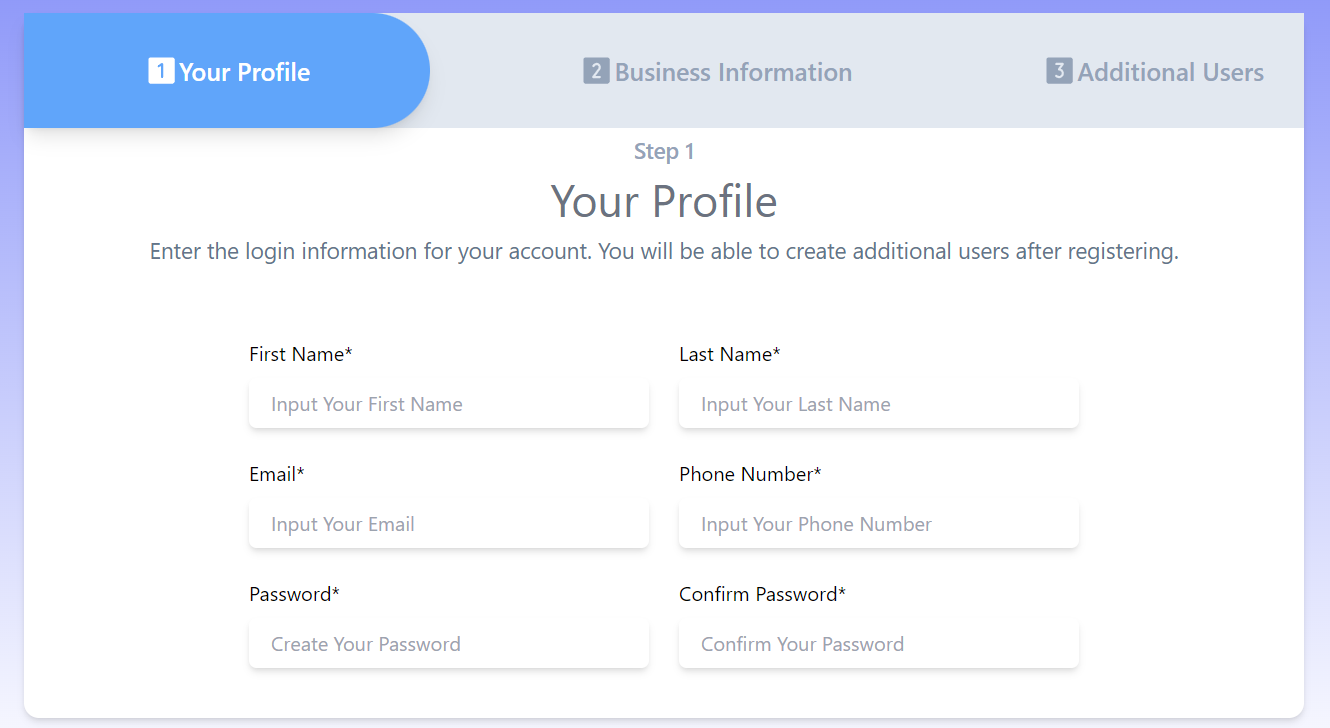 1 Your Profile
2 Business Information
3 Additional Users
Step 1
Your Profile
Enter the login information for your account. You will be able to create additional users after registering.
First Name*
Last Name*
Input Your First Name
Input Your Last Name
Email*
Phone Number*
Input Your Email
Input Your Phone Number
Password*
Confirm Password*
Create Your Password
Confirm Your Password